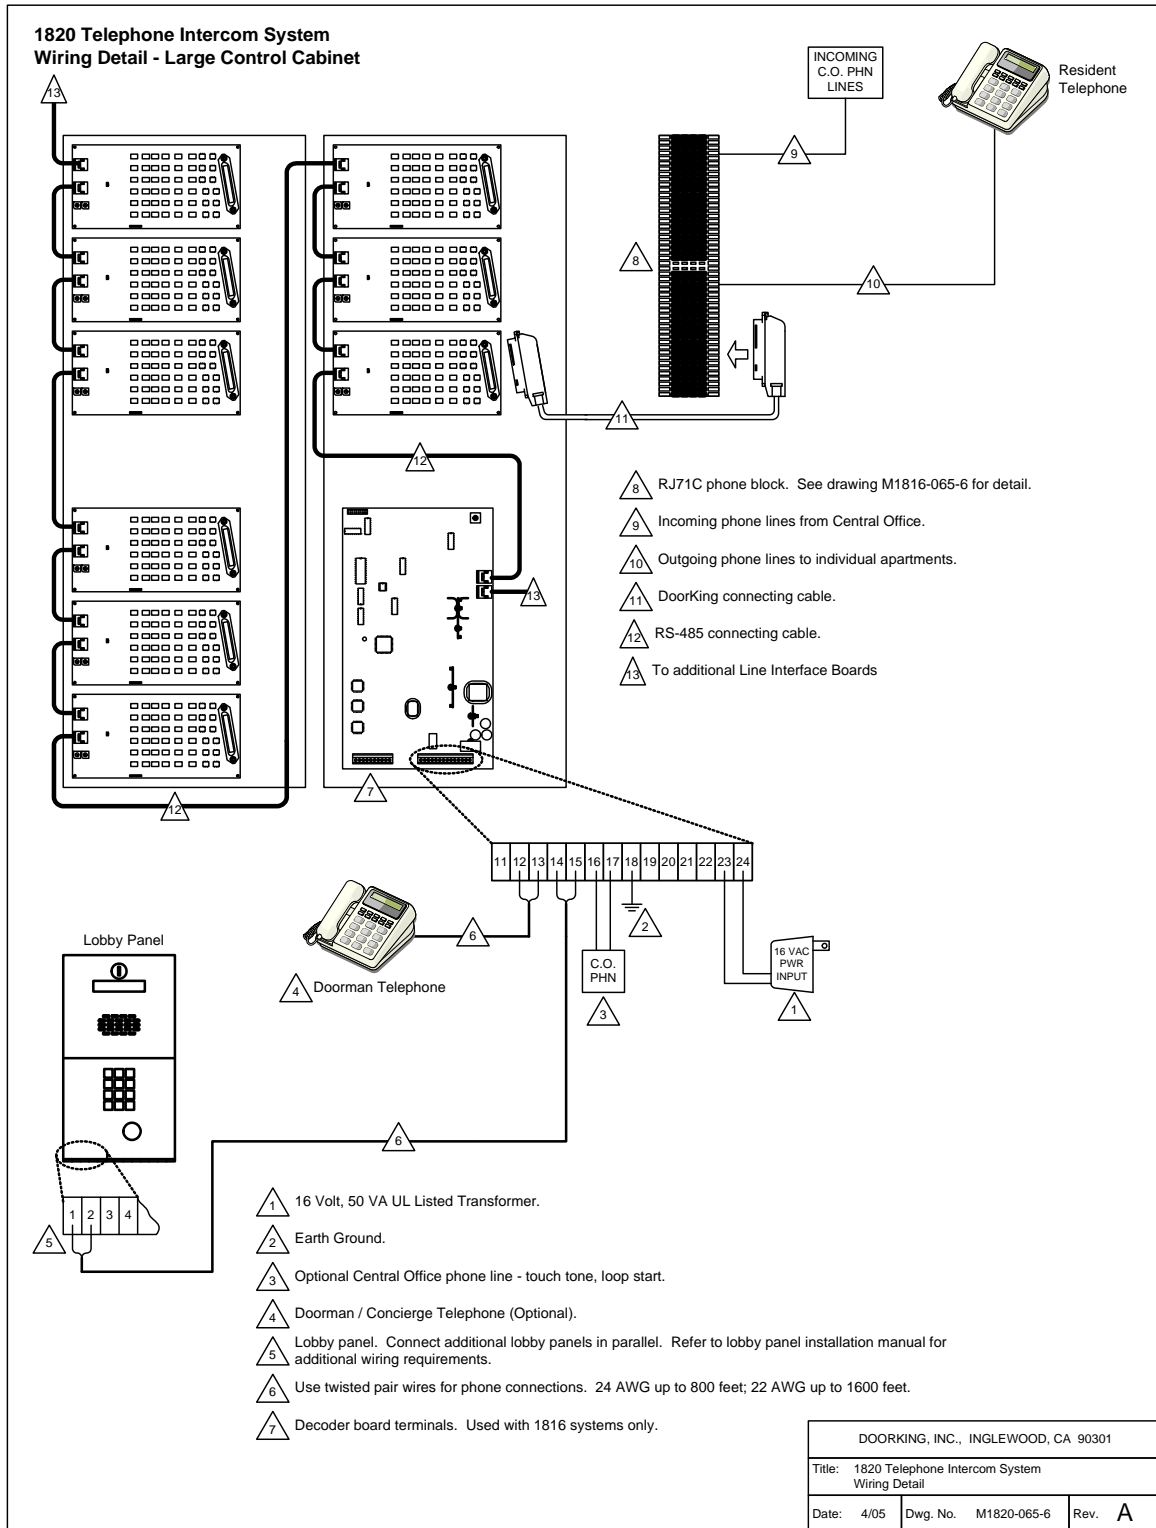 1820 Telephone Intercom System
Wiring Detail - Large Control Cabinet
13
INCOMING
C.O. PHN
LINES
Resident
Telephone
9
8
10
11
12
13
12
7
8 RJ71C phone block. See drawing M1816-065-6 for detail.
9 Incoming phone lines from Central Office.
10 Outgoing phone lines to individual apartments.
11 DoorKing connecting cable.
12 RS-485 connecting cable.
13 To additional Line Interface Boards
11 12 13 14 15 16 17 18 19 20 21 22 23 24
6
2
C.O.
PHN
3
16 VAC
PWR
INPUT
1
4 Doorman Telephone
Lobby Panel
6
1 2 3 4
5
1 16 Volt, 50 VA UL Listed Transformer.
2 Earth Ground.
3 Optional Central Office phone line - touch tone, loop start.
4 Doorman / Concierge Telephone (Optional).
5 Lobby panel. Connect additional lobby panels in parallel. Refer to lobby panel installation manual for
additional wiring requirements.
6 Use twisted pair wires for phone connections. 24 AWG up to 800 feet; 22 AWG up to 1600 feet.
7 Decoder board terminals. Used with 1816 systems only.
DOORKING, INC., INGLEWOOD, CA 90301
Title: 1820 Telephone Intercom System
Wiring Detail
Date: 4/05 Dwg. No. M1820-065-6 Rev. A